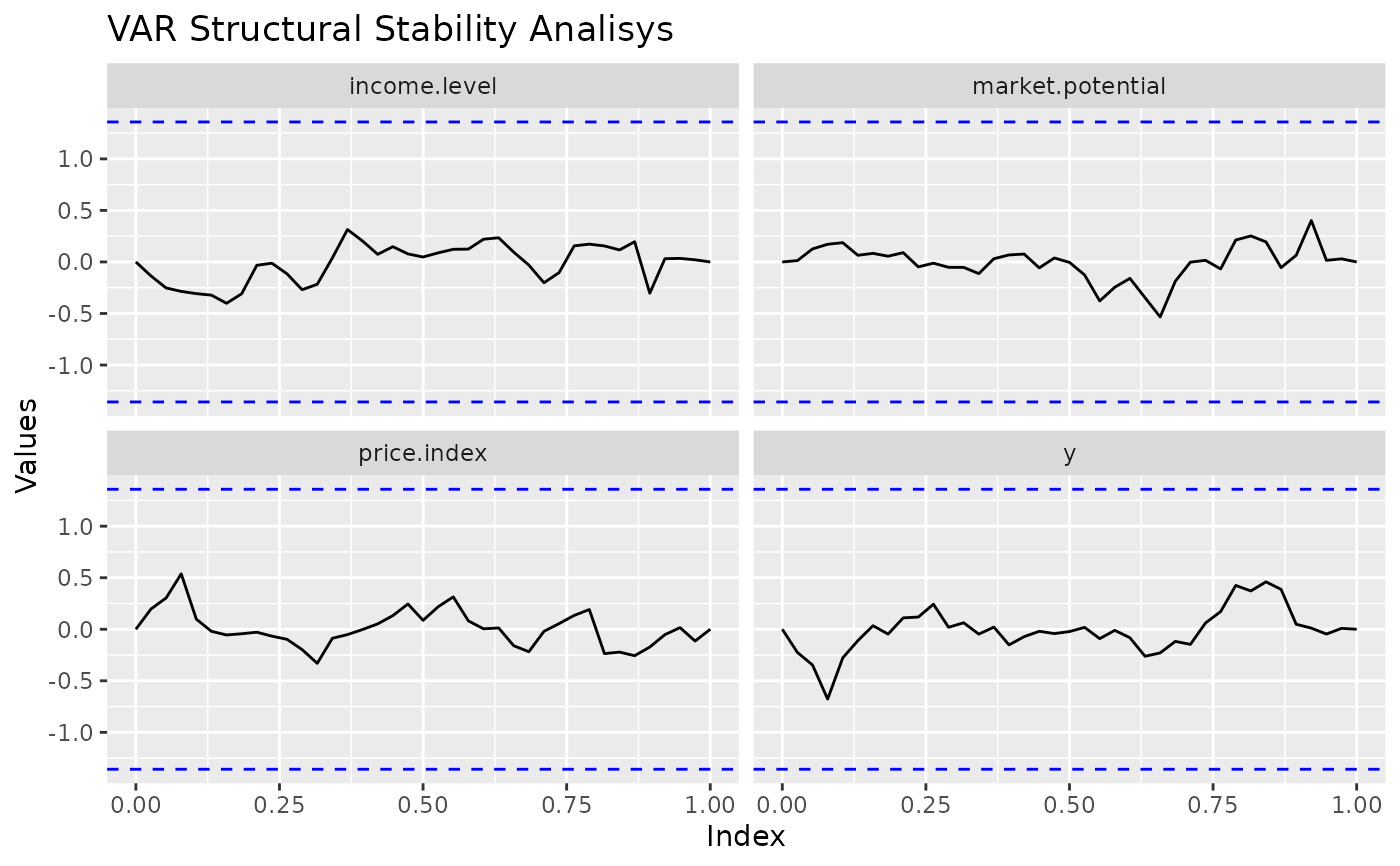 VAR Structural Stability Analisys
income.level
market.potential
1.0
0.5
0.0
-0.5
-1.0
Values
price.index
y
1.0
0.5
0.0
-0.5
-1.0
0.00 0.25 0.50 0.75 1.00 0.00 0.25 0.50 0.75 1.00
Index